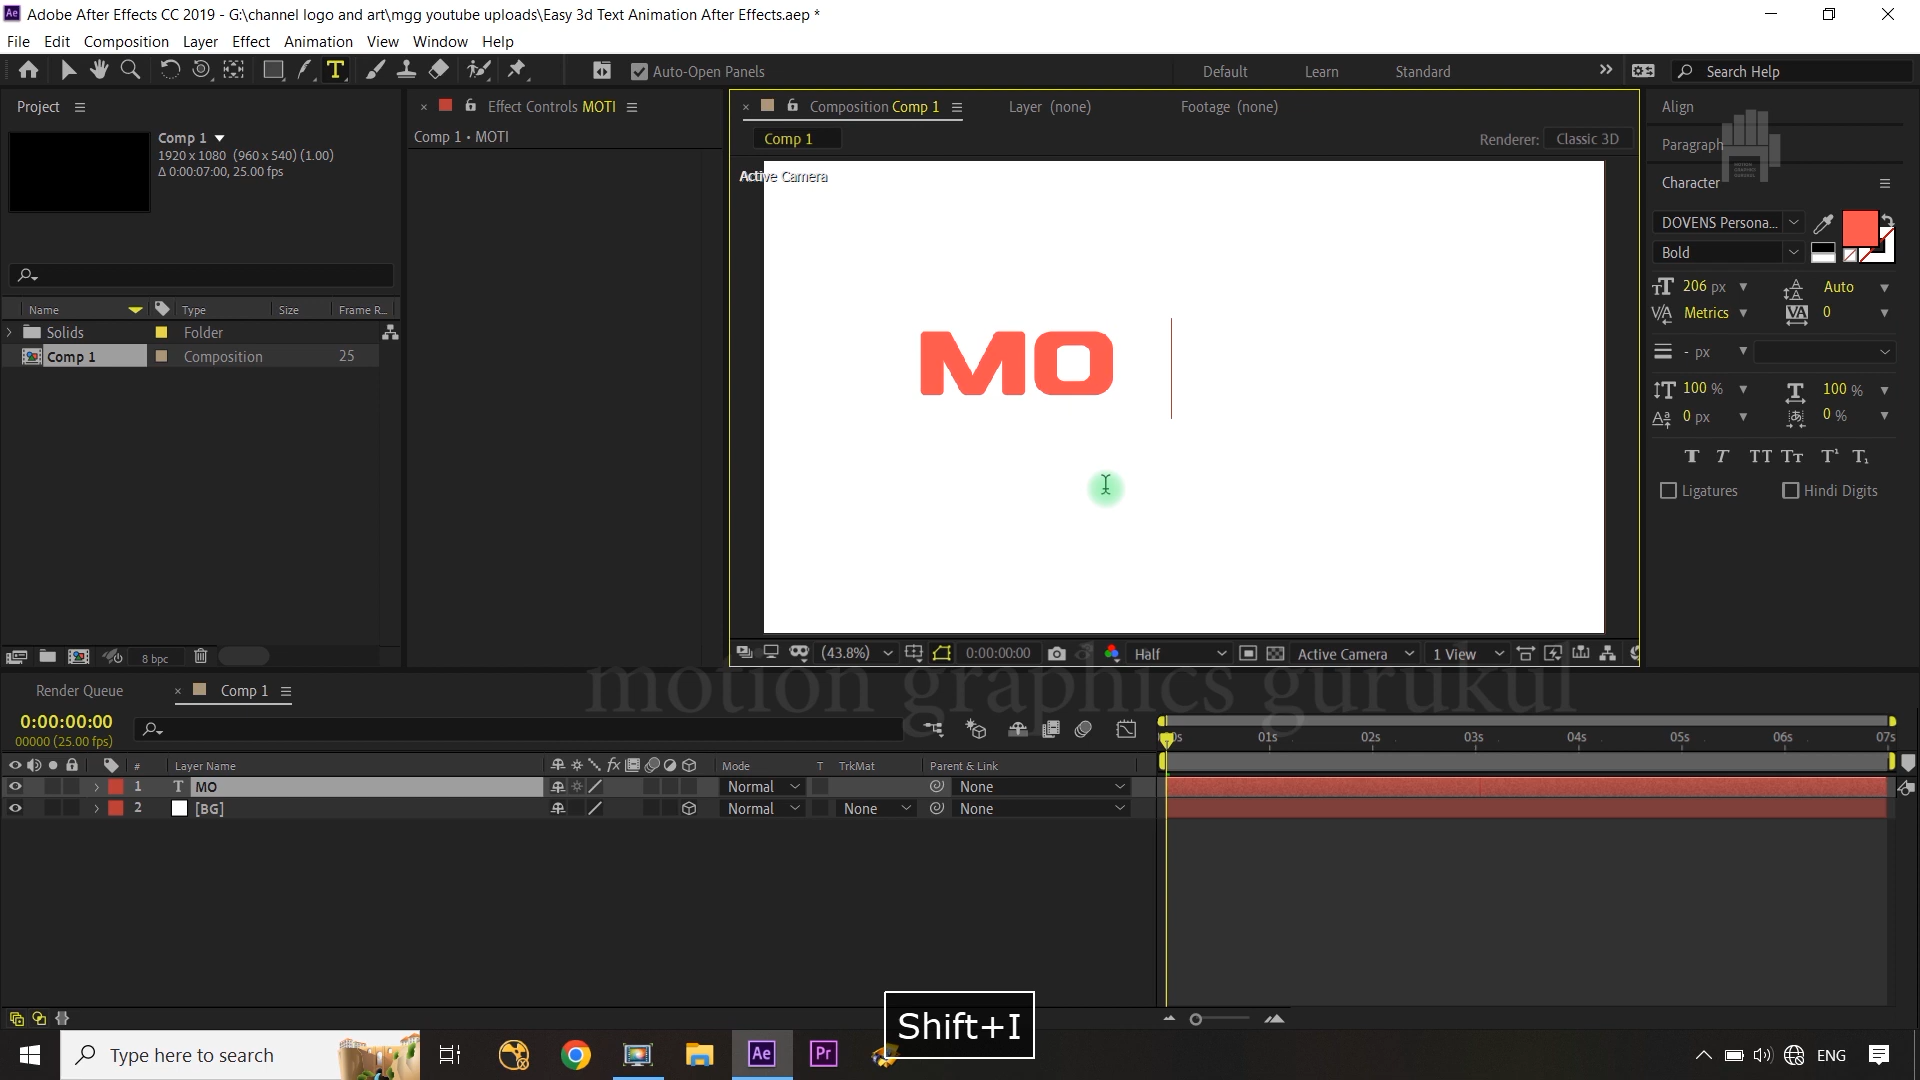 Adobe After Effects CC 2019 - G:\channel logo and art\mgg youtube uploads\Easy 3d Text Animation After Effects.aep *
File Edit Composition Layer Effect Animation View Window Help
Auto-Open Panels
Default Learn Standard
Search Help
Project
Comp 1
1920 x 1080 (960 x 540) (1.00)
Δ 0:00:07:00, 25.00 fps
Name Type Size Frame R...
Solids Folder
Comp 1 Composition 25
8 bpc
Effect Controls MOTI
Comp 1 • MOTI
Composition Comp 1
Layer (none)
Footage (none)
Comp 1
Renderer: Classic 3D
Active Camera
MO
(43.8%) 0:00:00:00 Half Active Camera 1 View
Align
Paragraph
Character
DOVENS Persona...
Bold
206 px Auto
Metrics 0
- px
100 % 100 %
0 px 0 %
T T TT Tт T¹ T₁
Ligatures Hindi Digits
motion graphics gurukul
Render Queue Comp 1
0:00:00:00
00000 (25.00 fps)
01s 02s 03s 04s 05s 06s 07s
# Layer Name Mode T TrkMat Parent & Link
1 T MO Normal None
2 [BG] Normal None None
Shift+I
Type here to search
Ae Pr
ENG